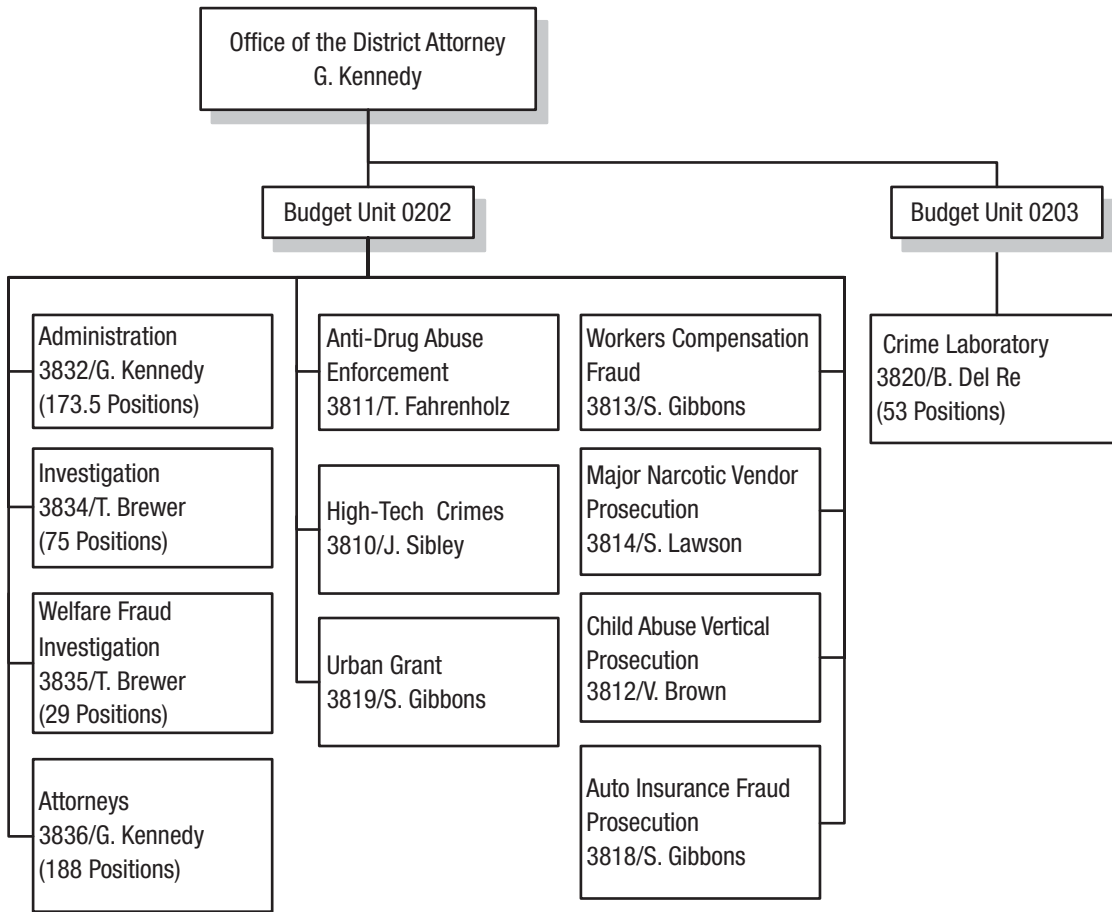 Office of the District Attorney
G. Kennedy
Budget Unit 0202
Budget Unit 0203
Administration
3832/G. Kennedy
(173.5 Positions)
Investigation
3834/T. Brewer
(75 Positions)
Welfare Fraud
Investigation
3835/T. Brewer
(29 Positions)
Attorneys
3836/G. Kennedy
(188 Positions)
Anti-Drug Abuse
Enforcement
3811/T. Fahrenholz
High-Tech Crimes
3810/J. Sibley
Urban Grant
3819/S. Gibbons
Workers Compensation
Fraud
3813/S. Gibbons
Major Narcotic Vendor
Prosecution
3814/S. Lawson
Child Abuse Vertical
Prosecution
3812/V. Brown
Auto Insurance Fraud
Prosecution
3818/S. Gibbons
Crime Laboratory
3820/B. Del Re
(53 Positions)